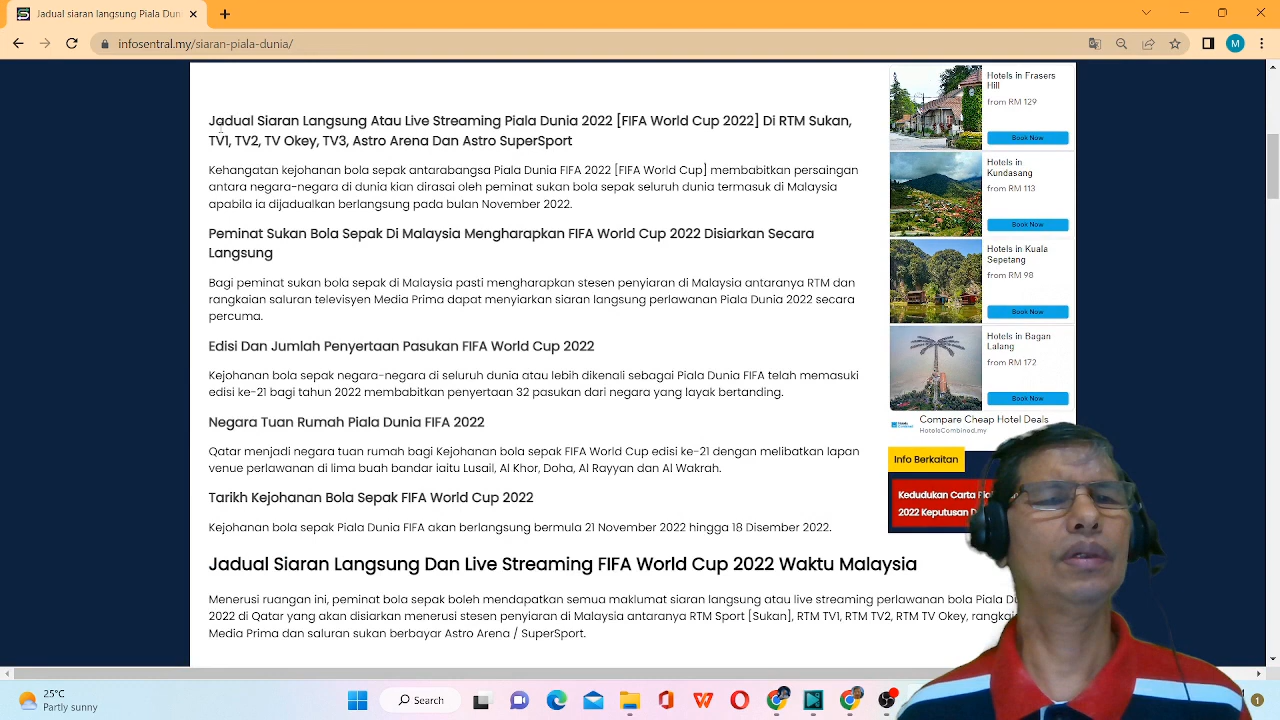 Jadual Siaran Langsung Piala Dun
infosentral.my/siaran-pia­la-dunia/
M
Jadual Siaran Langsung Atau Live Streaming Piala Dunia 2022 [FIFA World Cup 2022] Di RTM Sukan,
TV1, TV2, TV Okey, TV3, Astro Arena Dan Astro SuperSport
Kehangatan kejohanan bola sepak antarabangsa Piala Dunia FIFA 2022 [FIFA World Cup] membabitkan persaingan
antara negara-negara di dunia kian dirasai oleh peminat sukan bola sepak seluruh dunia termasuk di Malaysia
apabila ia dijadualkan berlangsung pada bulan November 2022.
Peminat Sukan Bola Sepak Di Malaysia Mengharapkan FIFA World Cup 2022 Disiarkan Secara
Langsung
Bagi peminat sukan bola sepak di Malaysia pasti mengharapkan stesen penyiaran di Malaysia antaranya RTM dan
rangkaian saluran televisyen Media Prima dapat menyiarkan siaran langsung perlawanan Piala Dunia 2022 secara
percuma.
Edisi Dan Jumlah Penyertaan Pasukan FIFA World Cup 2022
Kejohanan bola sepak negara-negara di seluruh dunia atau lebih dikenali sebagai Piala Dunia FIFA telah memasuki
edisi ke-21 bagi tahun 2022 membabitkan penyertaan 32 pasukan dari negara yang layak bertanding.
Negara Tuan Rumah Piala Dunia FIFA 2022
Qatar menjadi negara tuan rumah bagi Kejohanan bola sepak FIFA World Cup edisi ke-21 dengan melibatkan lapan
venue perlawanan di lima buah bandar iaitu Lusail, Al Khor, Doha, Al Rayyan dan Al Wakrah.
Tarikh Kejohanan Bola Sepak FIFA World Cup 2022
Kejohanan bola sepak Piala Dunia FIFA akan berlangsung bermula 21 November 2022 hingga 18 Disember 2022.
Jadual Siaran Langsung Dan Live Streaming FIFA World Cup 2022 Waktu Malaysia
Menerusi ruangan ini, peminat bola sepak boleh mendapatkan semua maklumat siaran langsung atau live streaming perlawanan bola Piala Du
2022 di Qatar yang akan disiarkan menerusi stesen penyiaran di Malaysia antaranya RTM Sport [Sukan], RTM TV1, RTM TV2, RTM TV Okey, rangkai
Media Prima dan saluran sukan berbayar Astro Arena / SuperSport.
Hotels in Frasers
Hill
from RM 129
Book Now
Hotels in
Kundasang
from RM 113
Book Now
Hotels in Kuala
Sepetang
from RM 98
Book Now
Hotels in Bagan
Lalang
from RM 172
Book Now
Compare Cheap Hotel Deals
HotelsCombined.my
Info Berkaitan
Kedudukan Carta
2022 Keputusan
25°C
Partly sunny
Search
1